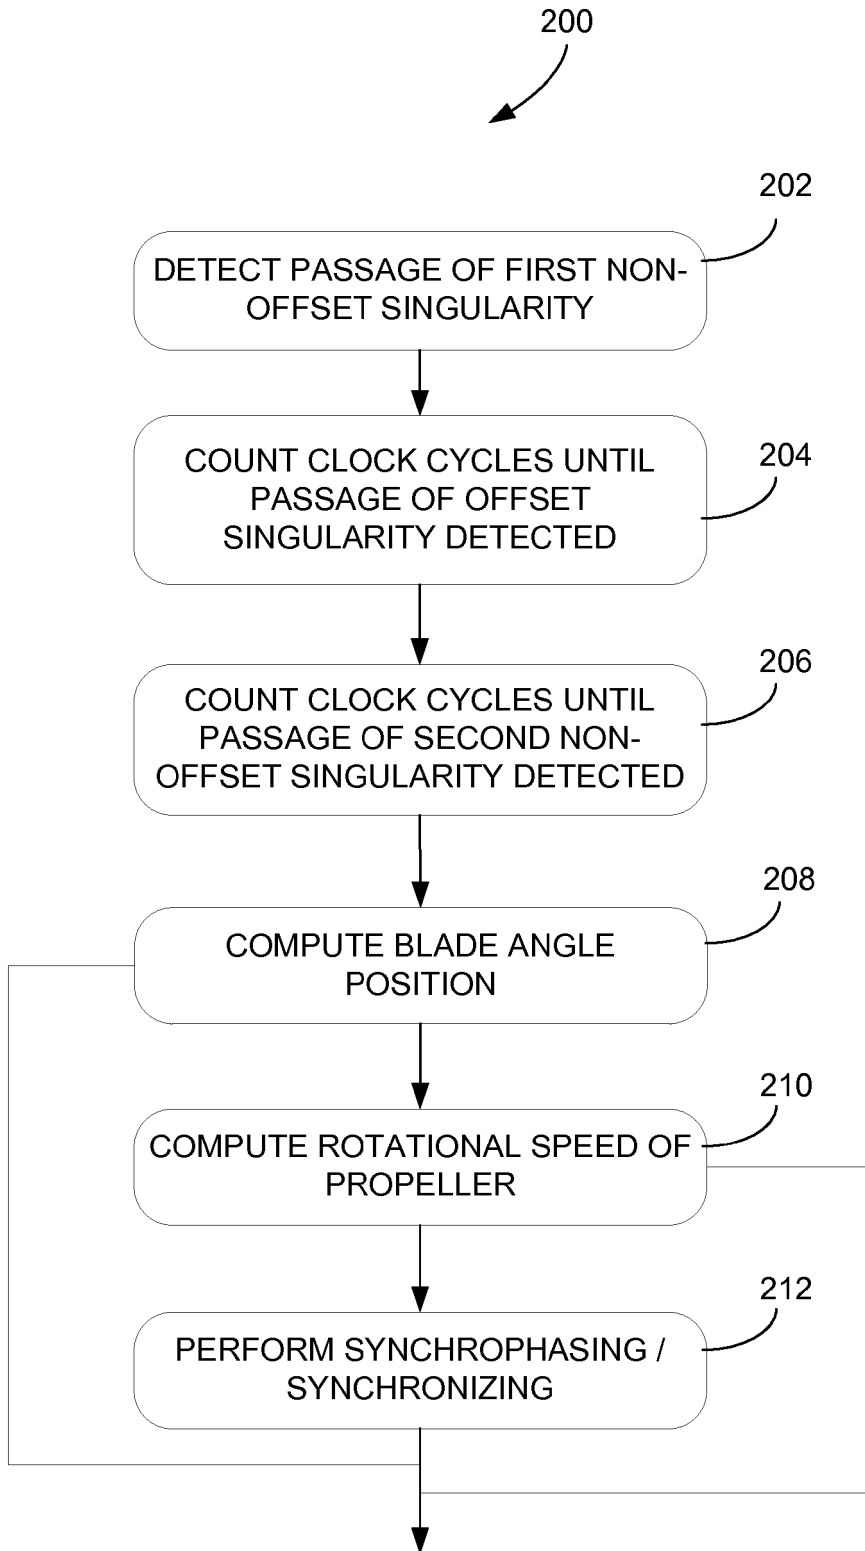 200
202
DETECT PASSAGE OF FIRST NON-
OFFSET SINGULARITY
204
COUNT CLOCK CYCLES UNTIL
PASSAGE OF OFFSET
SINGULARITY DETECTED
206
COUNT CLOCK CYCLES UNTIL
PASSAGE OF SECOND NON-
OFFSET SINGULARITY DETECTED
208
COMPUTE BLADE ANGLE
POSITION
210
COMPUTE ROTATIONAL SPEED OF
PROPELLER
212
PERFORM SYNCHROPHASING /
SYNCHRONIZING